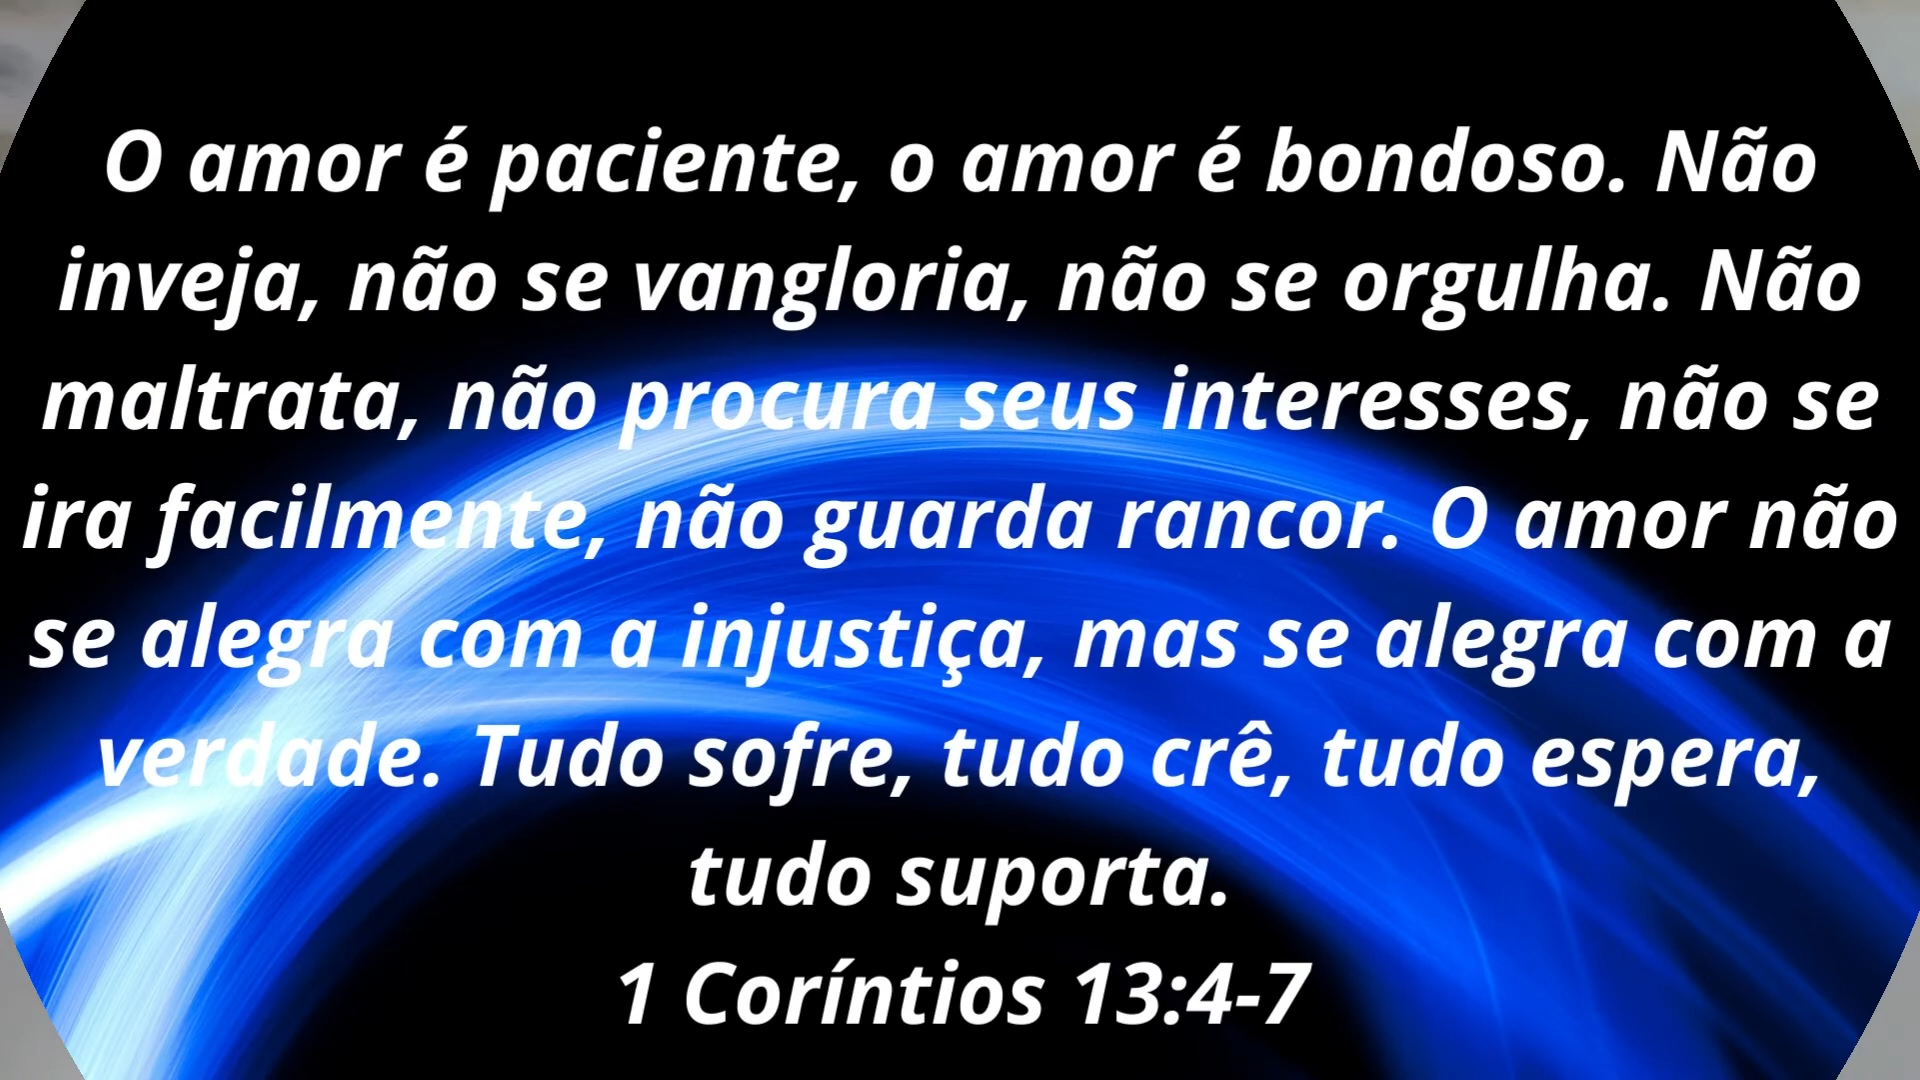 O amor é paciente, o amor é bondoso. Não
inveja, não se vangloria, não se orgulha. Não
maltrata, não procura seus interesses, não se
ira facilmente, não guarda rancor. O amor não
se alegra com a injustiça, mas se alegra com a
verdade. Tudo sofre, tudo crê, tudo espera,
tudo suporta.
1 Coríntios 13:4-7